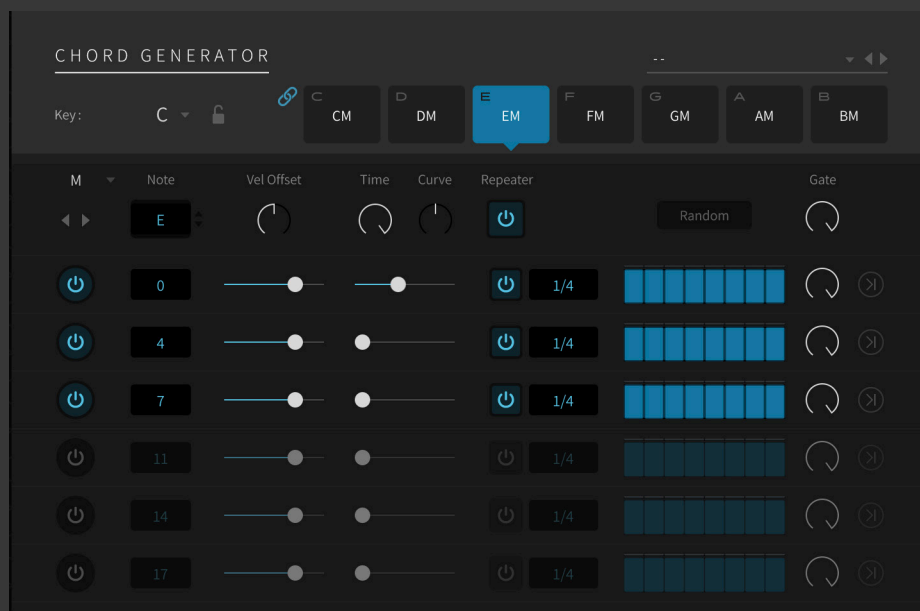 CHORD GENERATOR
--
Key: C
C D E F G A B
CM DM EM FM GM AM BM
M Note Vel Offset Time Curve Repeater Gate
E Random
0 1/4
4 1/4
7 1/4
11 1/4
14 1/4
17 1/4